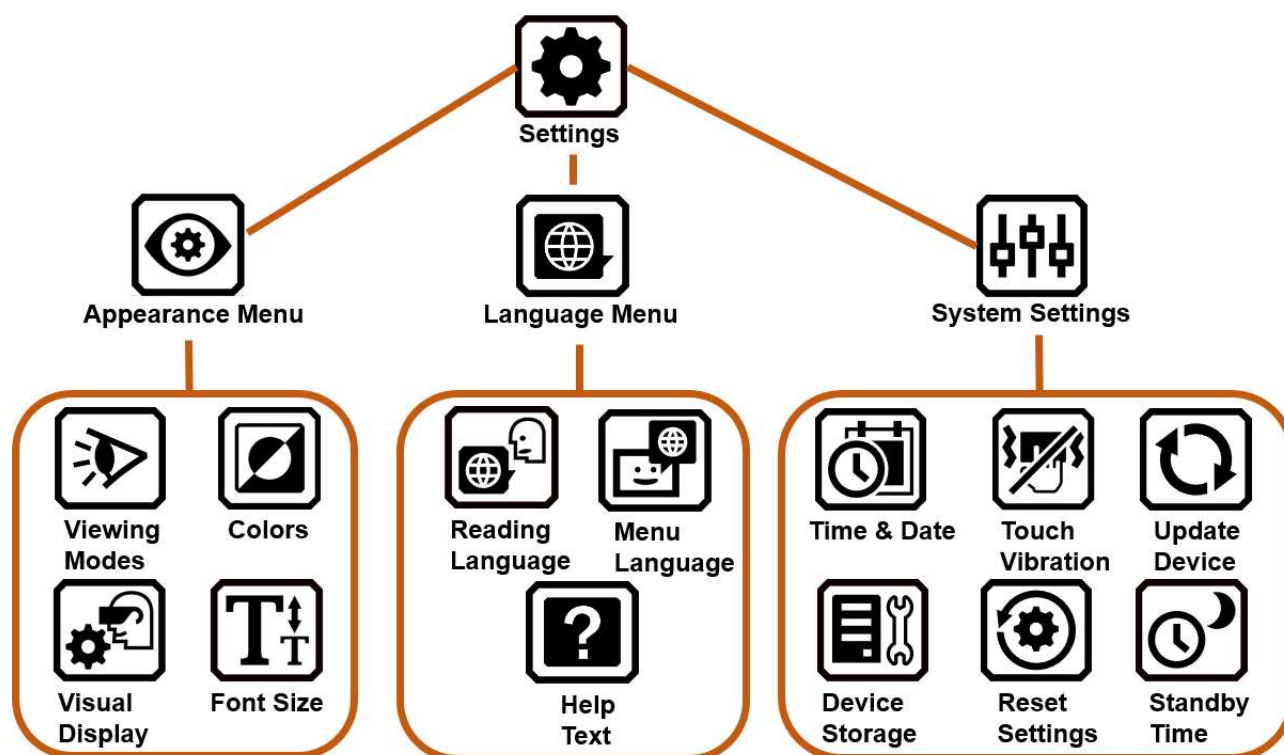 Settings
Appearance Menu
Language Menu
System Settings
Viewing
Modes
Colors
Visual
Display
Font Size
Reading
Language
Menu
Language
?
Help
Text
Time & Date
Touch
Vibration
Update
Device
Device
Storage
Reset
Settings
Standby
Time